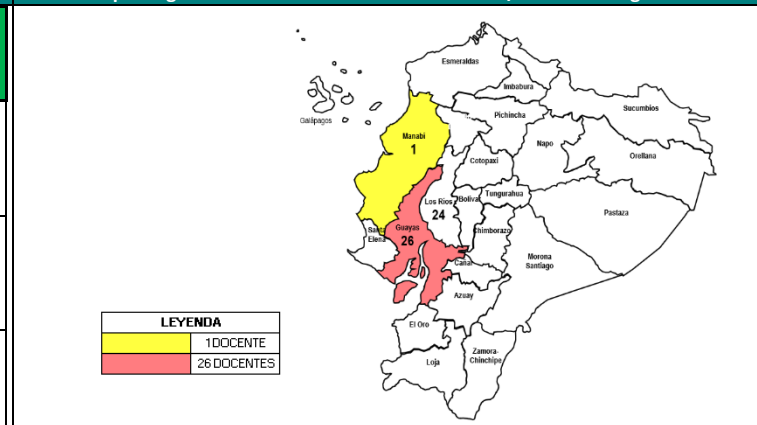 Esmeraldas
Imbabura
Sucumbios
Pichincha
Galápagos
Manabi
1
Napo
Orellana
Cotopaxi
Tungurahua
Bolivar
Los Rios
24
Pastaza
Santa
Elena
Guayas
26
Chimborazo
Morona
Santiago
Cañar
Azuay
El Oro
Loja
Zamora-
Chinchipe
LEYENDA
1DOCENTE
26 DOCENTES